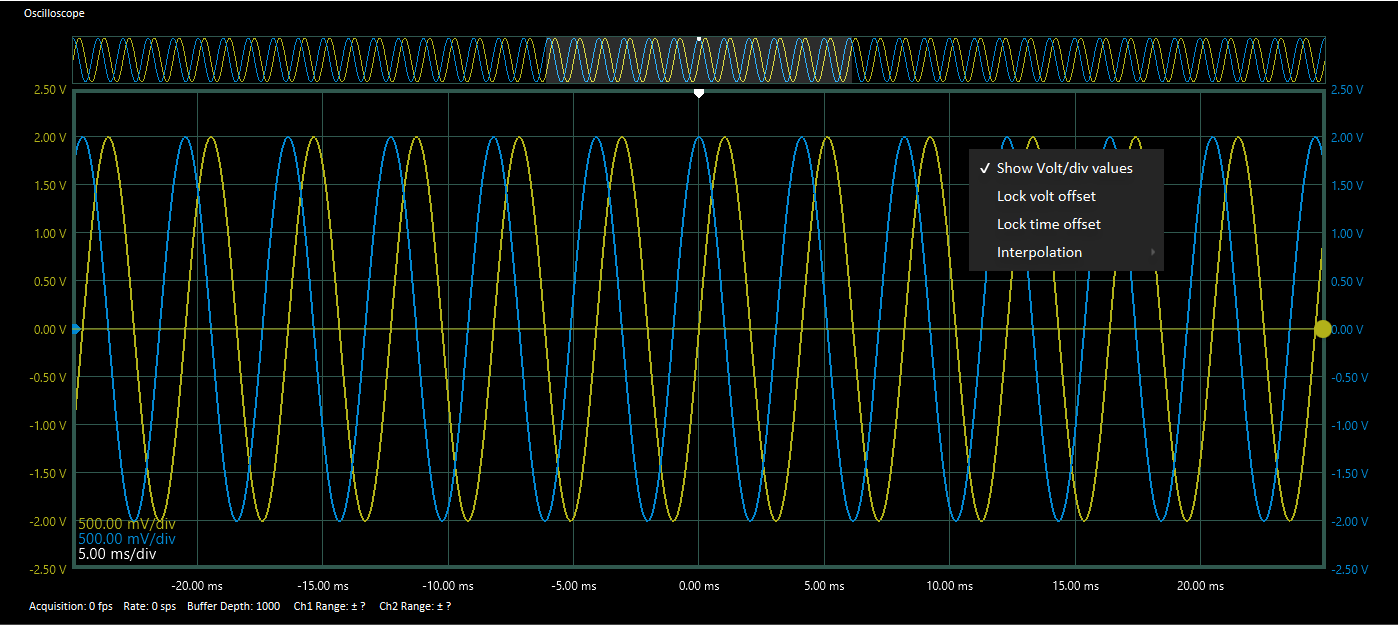 Oscilloscope
2.50 V 2.50 V
2.00 V 2.00 V
Show Volt/div values
1.50 V 1.50 V
Lock volt offset
Lock time offset
1.00 V 1.00 V
Interpolation
0.50 V 0.50 V
0.00 V 0.00 V
-0.50 V -0.50 V
-1.00 V -1.00 V
-1.50 V -1.50 V
-2.00 V -2.00 V
500.00 mV/div
500.00 mV/div
5.00 ms/div
-2.50 V -2.50 V
-20.00 ms -15.00 ms -10.00 ms -5.00 ms 0.00 ms 5.00 ms 10.00 ms 15.00 ms 20.00 ms
Acquisition: 0 fps Rate: 0 sps Buffer Depth: 1000 Ch1 Range: ± ? Ch2 Range: ± ?